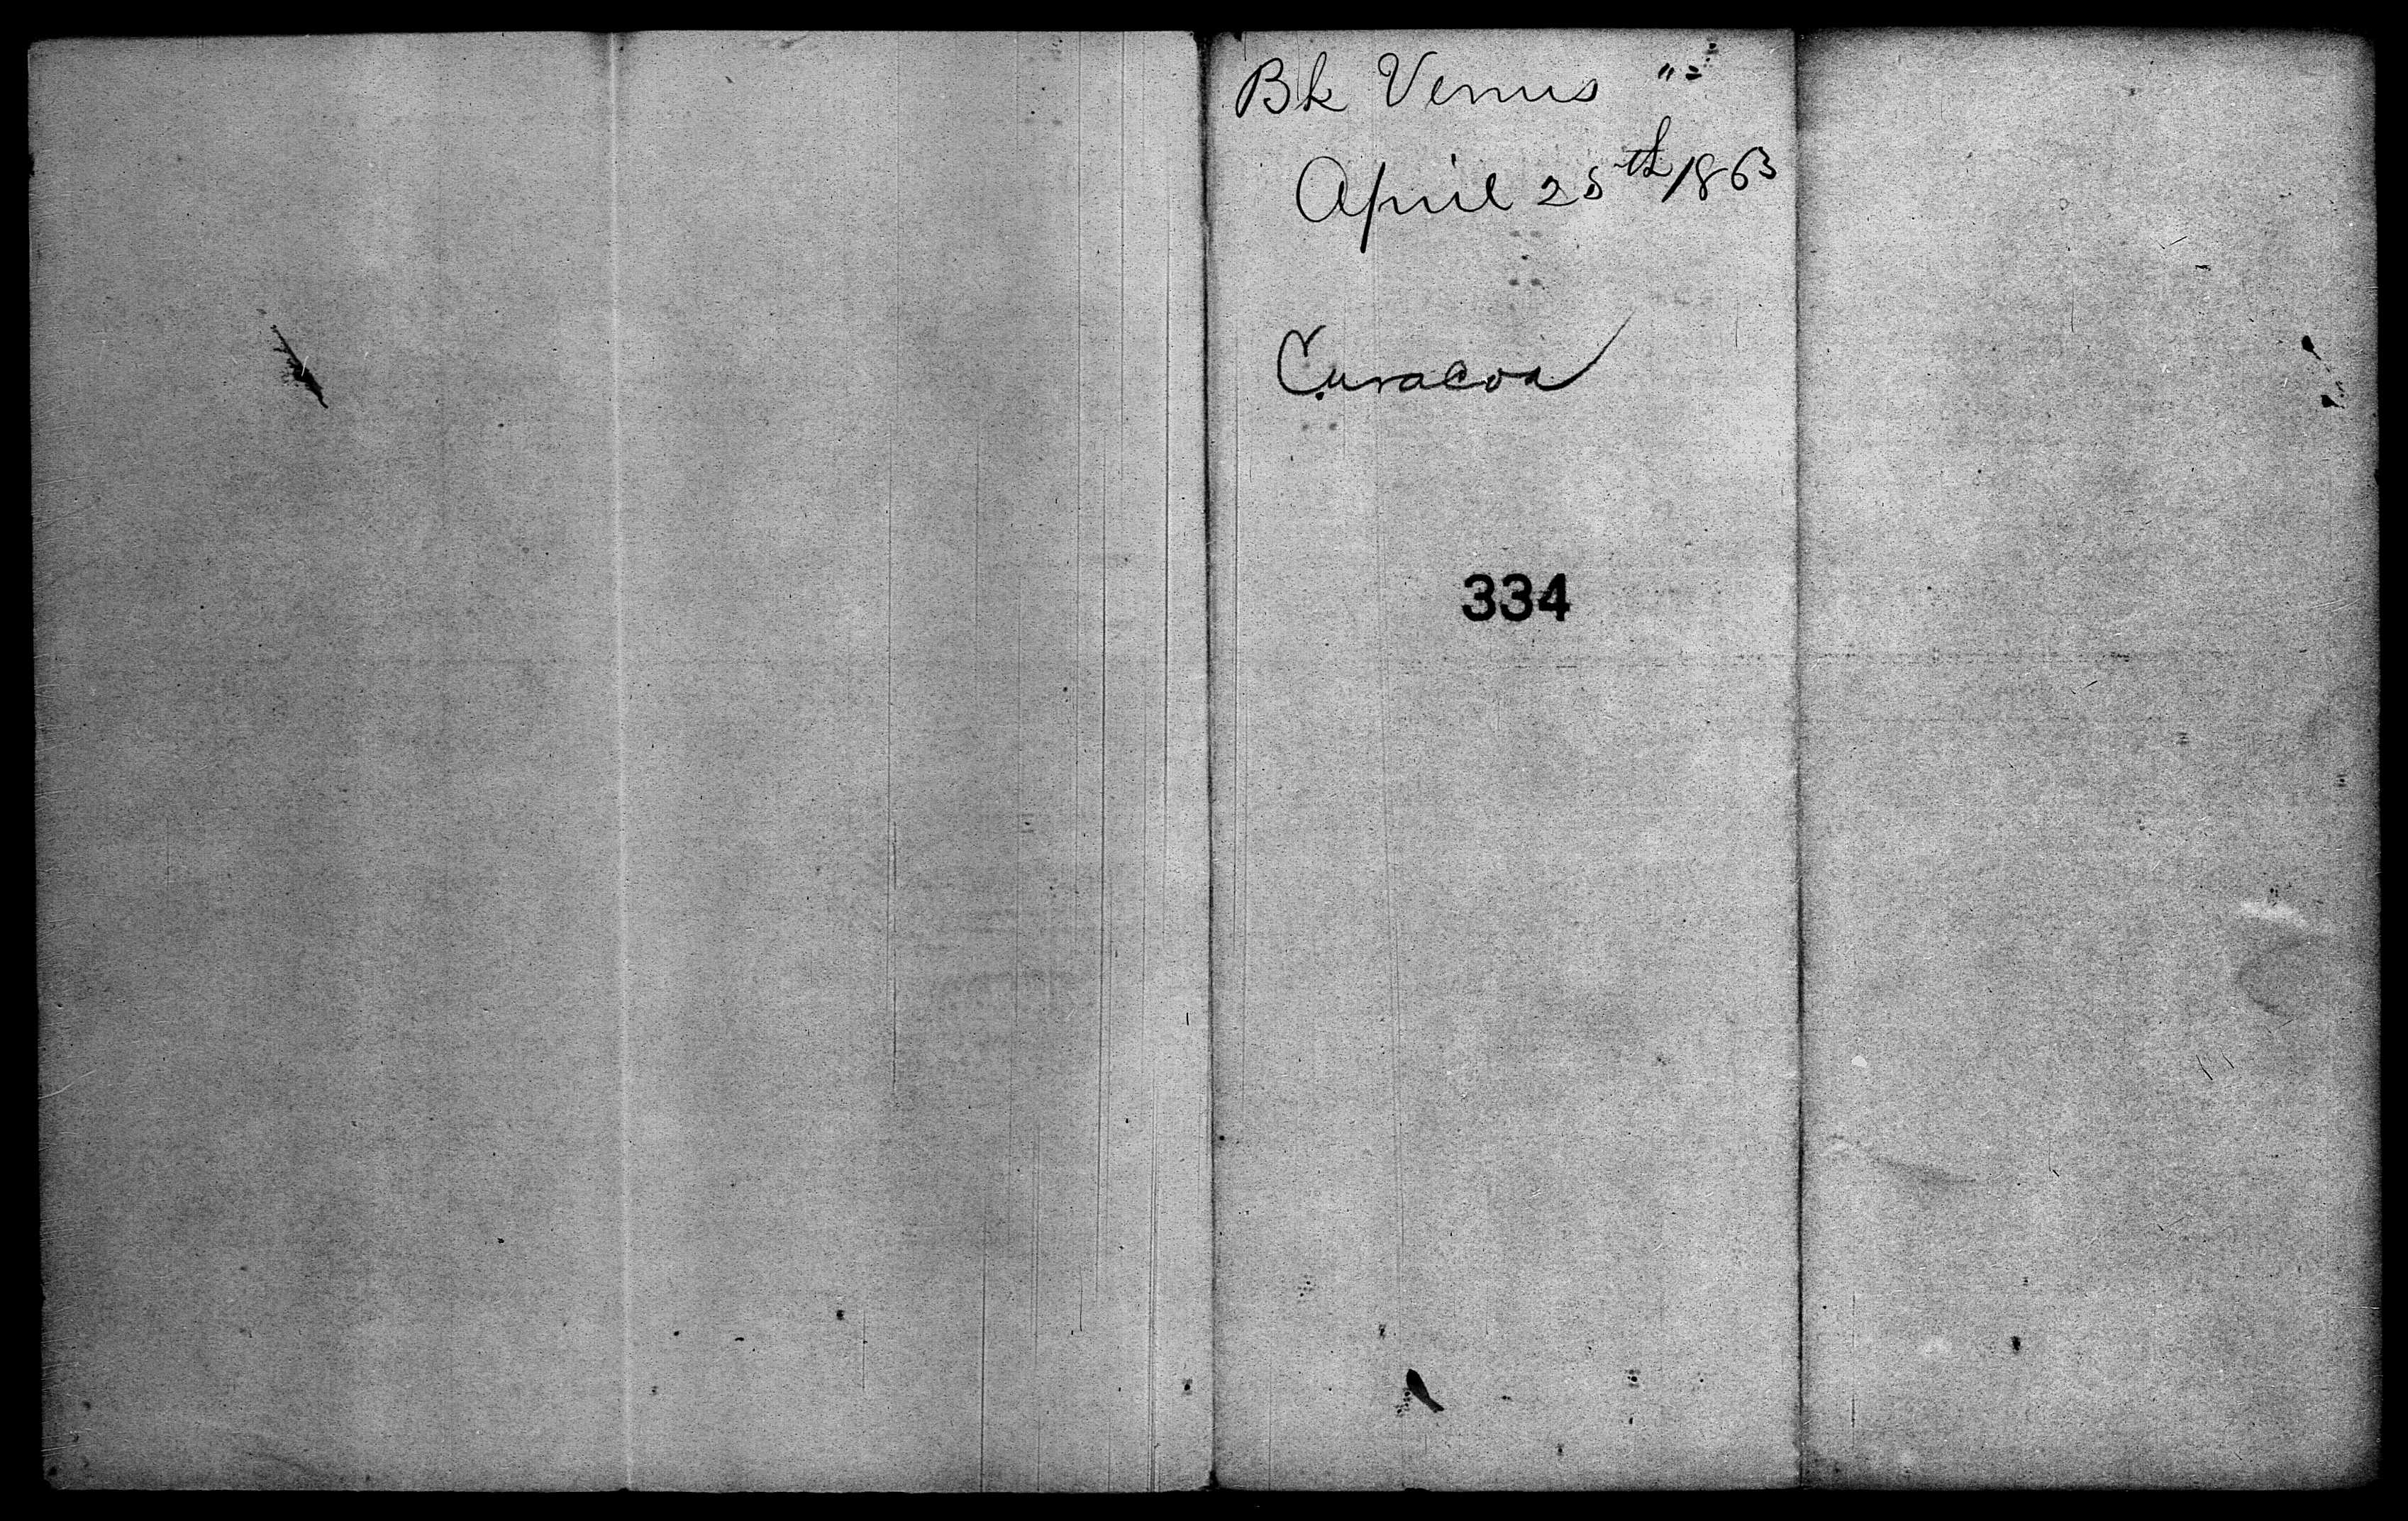 Bk Venus "="
April 25th 1863
Curacoa
334